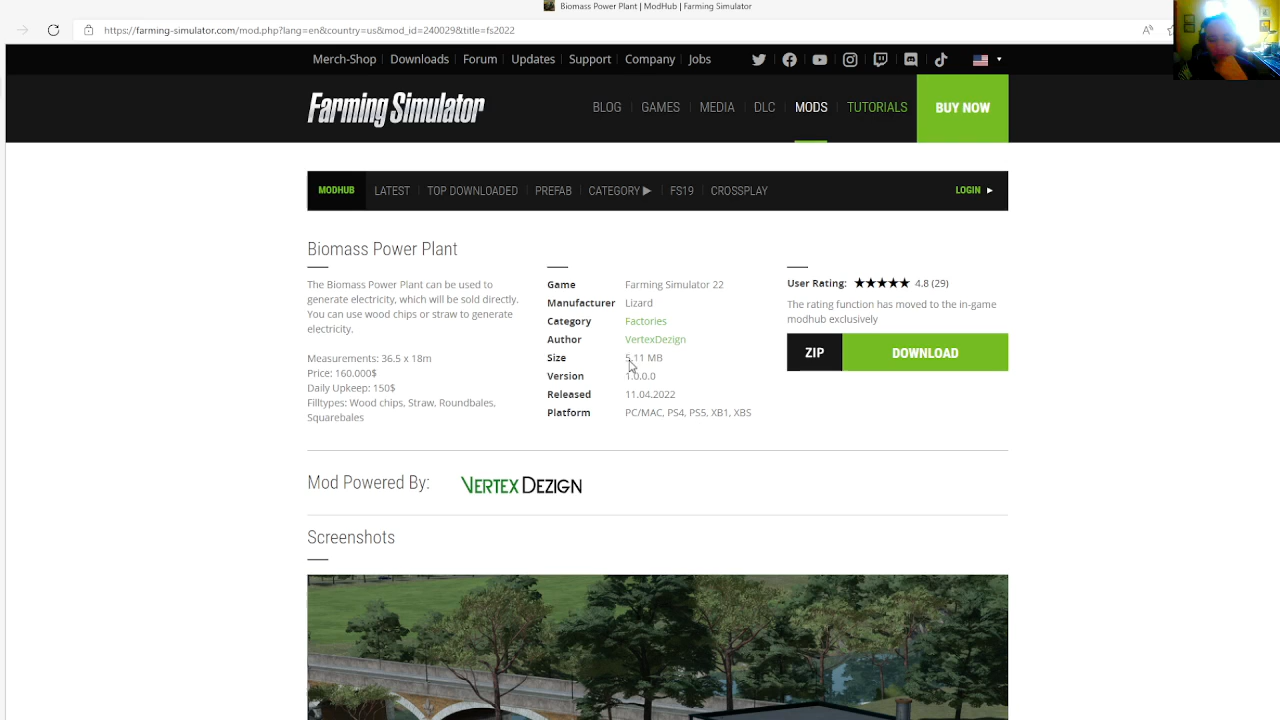 Biomass Power Plant | ModHub | Farming Simulator
https://farming-simulator.com/mod.php?lang=en&country=us&mod_id=240029&title=fs2022
Merch-Shop | Downloads | Forum | Updates | Support | Company | Jobs
Farming Simulator
BLOG | GAMES | MEDIA | DLC | MODS | TUTORIALS
BUY NOW
MODHUB LATEST | TOP DOWNLOADED | PREFAB | CATEGORY ▶ | FS19 | CROSSPLAY
LOGIN ▶
Biomass Power Plant
The Biomass Power Plant can be used to
generate electricity, which will be sold directly.
You can use wood chips or straw to generate
electricity.
Measurements: 36.5 x 18m
Price: 160.000$
Daily Upkeep: 150$
Filltypes: Wood chips, Straw, Roundbales,
Squarebales
Game Farming Simulator 22
Manufacturer Lizard
Category Factories
Author VertexDezign
Size 5.11 MB
Version 1.0.0.0
Released 11.04.2022
Platform PC/MAC, PS4, PS5, XB1, XBS
User Rating: ★★★★★ 4.8 (29)
The rating function has moved to the in-game
modhub exclusively
ZIP DOWNLOAD
Mod Powered By: VERTEXDEZIGN
Screenshots